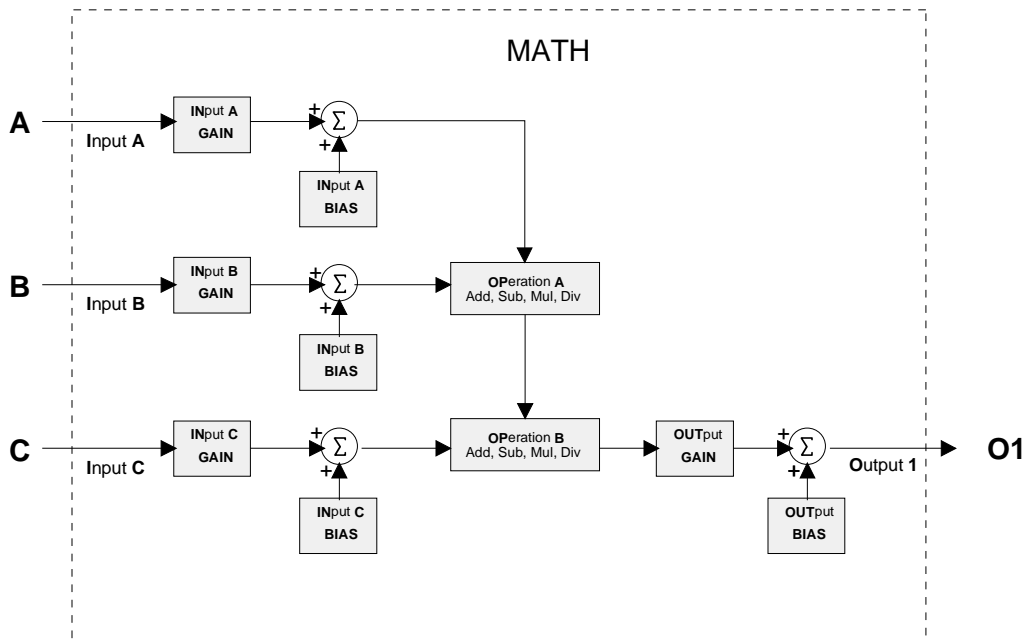 MATH
A
Input A
INput A
GAIN
+
Σ
+
INput A
BIAS
B
Input B
INput B
GAIN
+
Σ
+
INput B
BIAS
OPeration A
Add, Sub, Mul, Div
C
Input C
INput C
GAIN
+
Σ
+
INput C
BIAS
OPeration B
Add, Sub, Mul, Div
OUTput
GAIN
+
Σ
+
OUTput
BIAS
Output 1
O1